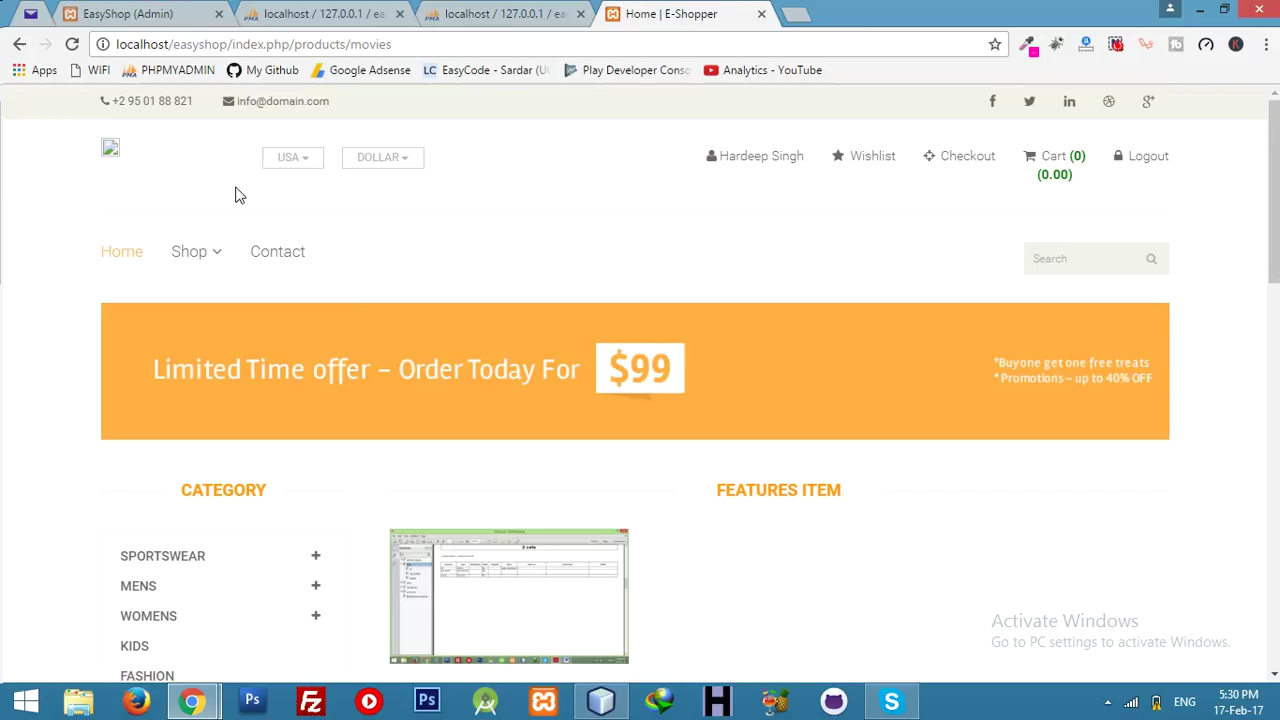 EasyShop (Admin)
localhost / 127.0.0.1 / ea
localhost / 127.0.0.1 / ea
Home | E-Shopper
localhost/easyshop/index.php/products/movies
Apps
WIFI
PHPMYADMIN
My Github
Google Adsense
LC
EasyCode - Sardar (UC
Play Developer Conso
Analytics - YouTube
+2 95 01 88 821
info@domain.com
USA
DOLLAR
Hardeep Singh
Wishlist
Checkout
Cart (0)
(0.00)
Logout
Home
Shop
Contact
Search
Limited Time offer – Order Today For $99
*Buy one get one free treats
* Promotions – up to 40% OFF
CATEGORY
FEATURES ITEM
SPORTSWEAR
MENS
WOMENS
KIDS
FASHION
Activate Windows
Go to PC settings to activate Windows.
ENG
5:30 PM
17-Feb-17